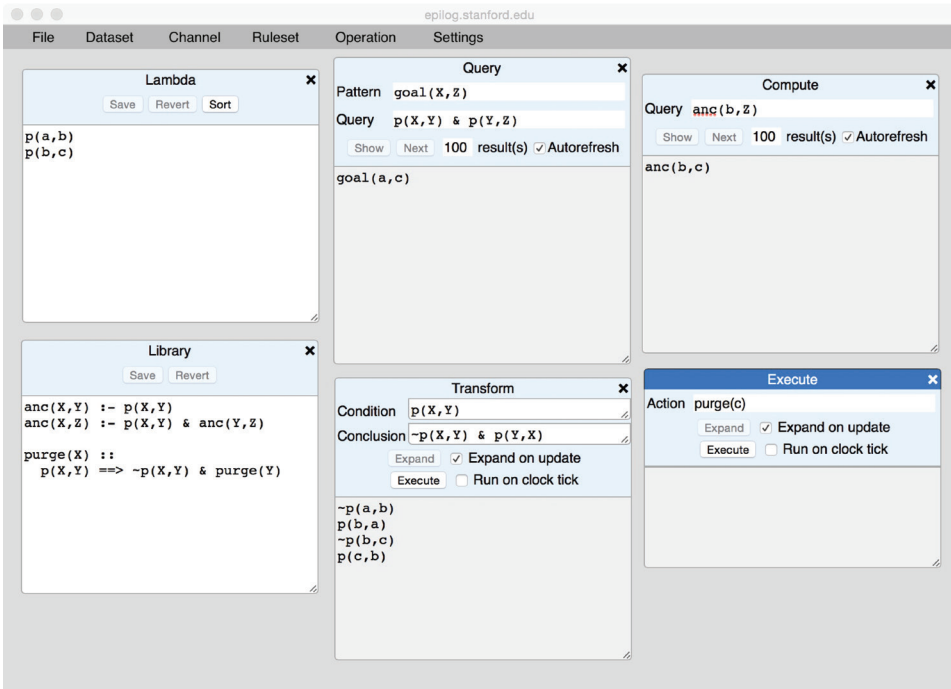 epilog.stanford.edu
File Dataset Channel Ruleset Operation Settings
Lambda
Save Revert Sort
p(a,b)
p(b,c)
Query
Pattern goal(X,Z)
Query p(X,Y) & p(Y,Z)
Show Next 100 result(s) Autorefresh
goal(a,c)
Compute
Query anc(b,Z)
Show Next 100 result(s) Autorefresh
anc(b,c)
Library
Save Revert
anc(X,Y) :- p(X,Y)
anc(X,Z) :- p(X,Y) & anc(Y,Z)
purge(X) ::
p(X,Y) ==> ~p(X,Y) & purge(Y)
Transform
Condition p(X,Y)
Conclusion ~p(X,Y) & p(Y,X)
Expand Expand on update
Execute Run on clock tick
~p(a,b)
p(b,a)
~p(b,c)
p(c,b)
Execute
Action purge(c)
Expand Expand on update
Execute Run on clock tick